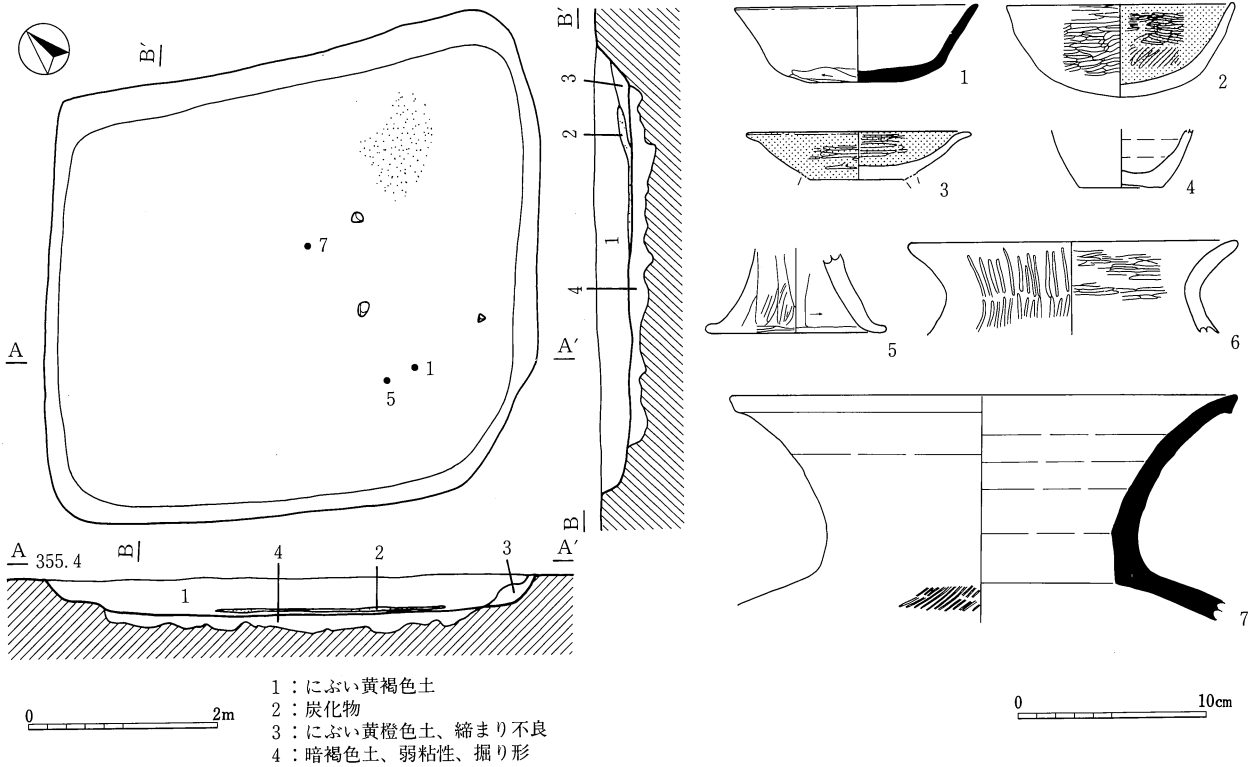 B′
7
1
5
A
A′
B′
3
2
1
4
B
A 355.4
B
4
2
3
A′
1
1：にぶい黄褐色土
2：炭化物
3：にぶい黄橙色土、締まり不良
4：暗褐色土、弱粘性、掘り形
0 2m
1
2
3
4
5
6
7
0 10cm